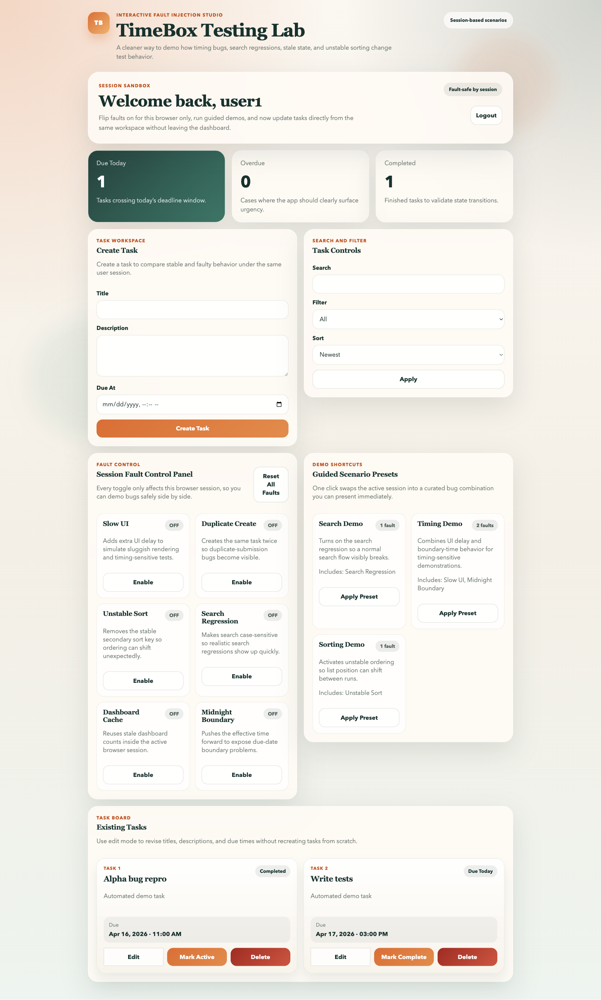 TB
INTERACTIVE FAULT INJECTION STUDIO
TimeBox Testing Lab
A cleaner way to demo how timing bugs, search regressions, stale state, and unstable sorting change
test behavior.
Session-based scenarios
SESSION SANDBOX
Welcome back, user1
Flip faults on for this browser only, run guided demos, and now update tasks directly from the
same workspace without leaving the dashboard.
Fault-safe by session
Logout
Due Today
1
Tasks crossing today's deadline window.
Overdue
0
Cases where the app should clearly surface
urgency.
Completed
1
Finished tasks to validate state transitions.
TASK WORKSPACE
Create Task
Create a task to compare stable and faulty behavior under the same
user session.
Title
Description
Due At
mm/dd/yyyy, --:-- --
Create Task
SEARCH AND FILTER
Task Controls
Search
Filter
All
Sort
Newest
Apply
FAULT CONTROL
Session Fault Control Panel
Every toggle only affects this browser session, so you
can demo bugs safely side by side.
Reset
All
Faults
Slow UI
OFF
Adds extra UI delay to
simulate sluggish rendering
and timing-sensitive tests.
Enable
Duplicate Create
OFF
Creates the same task twice
so duplicate-submission
bugs become visible.
Enable
Unstable Sort
OFF
Removes the stable
secondary sort key so
ordering can shift
unexpectedly.
Enable
Search
Regression
OFF
Makes search case-sensitive
so realistic search
regressions show up quickly.
Enable
Dashboard
Cache
OFF
Reuses stale dashboard
counts inside the active
browser session.
Enable
Midnight
Boundary
OFF
Pushes the effective time
forward to expose due-date
boundary problems.
Enable
DEMO SHORTCUTS
Guided Scenario Presets
One click swaps the active session into a curated bug combination
you can present immediately.
Search Demo
1 fault
Turns on the search
regression so a normal
search flow visibly breaks.
Includes: Search Regression
Apply Preset
Timing Demo
2 faults
Combines UI delay and
boundary-time behavior for
timing-sensitive
demonstrations.
Includes: Slow UI, Midnight
Boundary
Apply Preset
Sorting Demo
1 fault
Activates unstable ordering
so list position can shift
between runs.
Includes: Unstable Sort
Apply Preset
TASK BOARD
Existing Tasks
Use edit mode to revise titles, descriptions, and due times without recreating tasks from scratch.
TASK 1
Alpha bug repro
Completed
Automated demo task
Due
Apr 16, 2026 · 11:00 AM
Edit
Mark Active
Delete
TASK 2
Write tests
Due Today
Automated demo task
Due
Apr 17, 2026 · 03:00 PM
Edit
Mark Complete
Delete